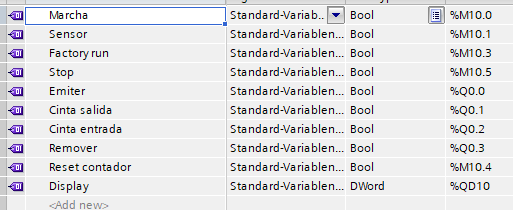 Marcha Standard-Variab.. Bool %M10.0
Sensor Standard-Variablen... Bool %M10.1
Factory run Standard-Variablen... Bool %M10.3
Stop Standard-Variablen... Bool %M10.5
Emiter Standard-Variablen... Bool %Q0.0
Cinta salida Standard-Variablen... Bool %Q0.1
Cinta entrada Standard-Variablen... Bool %Q0.2
Remover Standard-Variablen... Bool %Q0.3
Reset contador Standard-Variablen... Bool %M10.4
Display Standard-Variablen... DWord %QD10
<Add new>